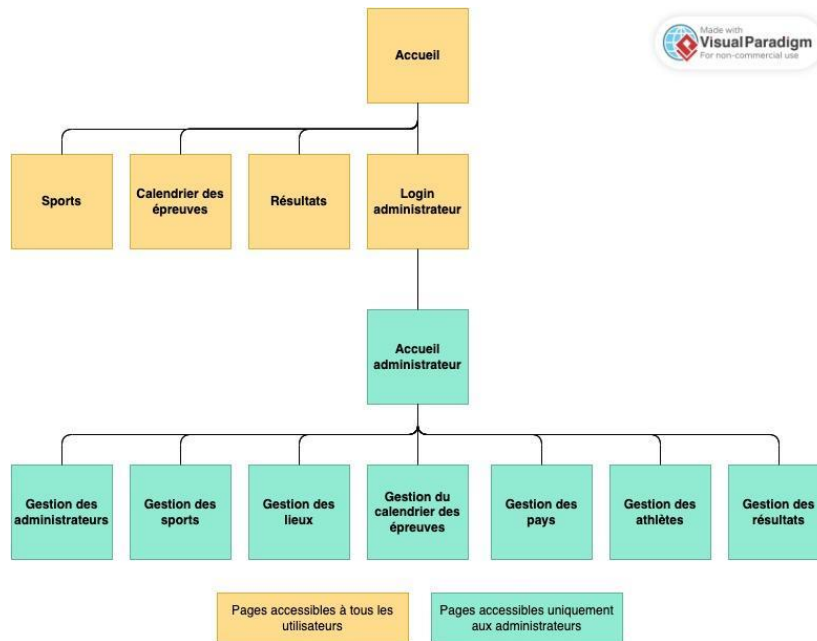 Made with
VisualParadigm
For non-commercial use
Accueil
Sports
Calendrier des
épreuves
Résultats
Login
administrateur
Accueil
administrateur
Gestion des
administrateurs
Gestion des
sports
Gestion des
lieux
Gestion du
calendrier des
épreuves
Gestion des
pays
Gestion des
athlètes
Gestion des
résultats
Pages accessibles à tous les
utilisateurs
Pages accessibles uniquement
aux administrateurs